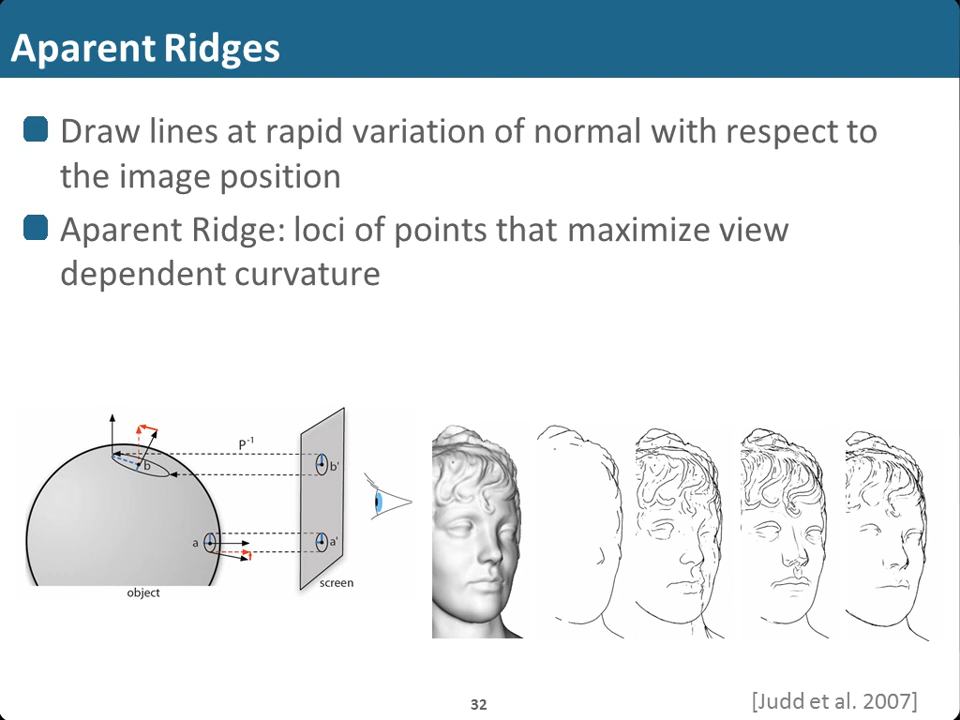 Aparent Ridges
Draw lines at rapid variation of normal with respect to
the image position
Aparent Ridge: loci of points that maximize view
dependent curvature
P-1
b
b'
a
a'
screen
object
32
[Judd et al. 2007]